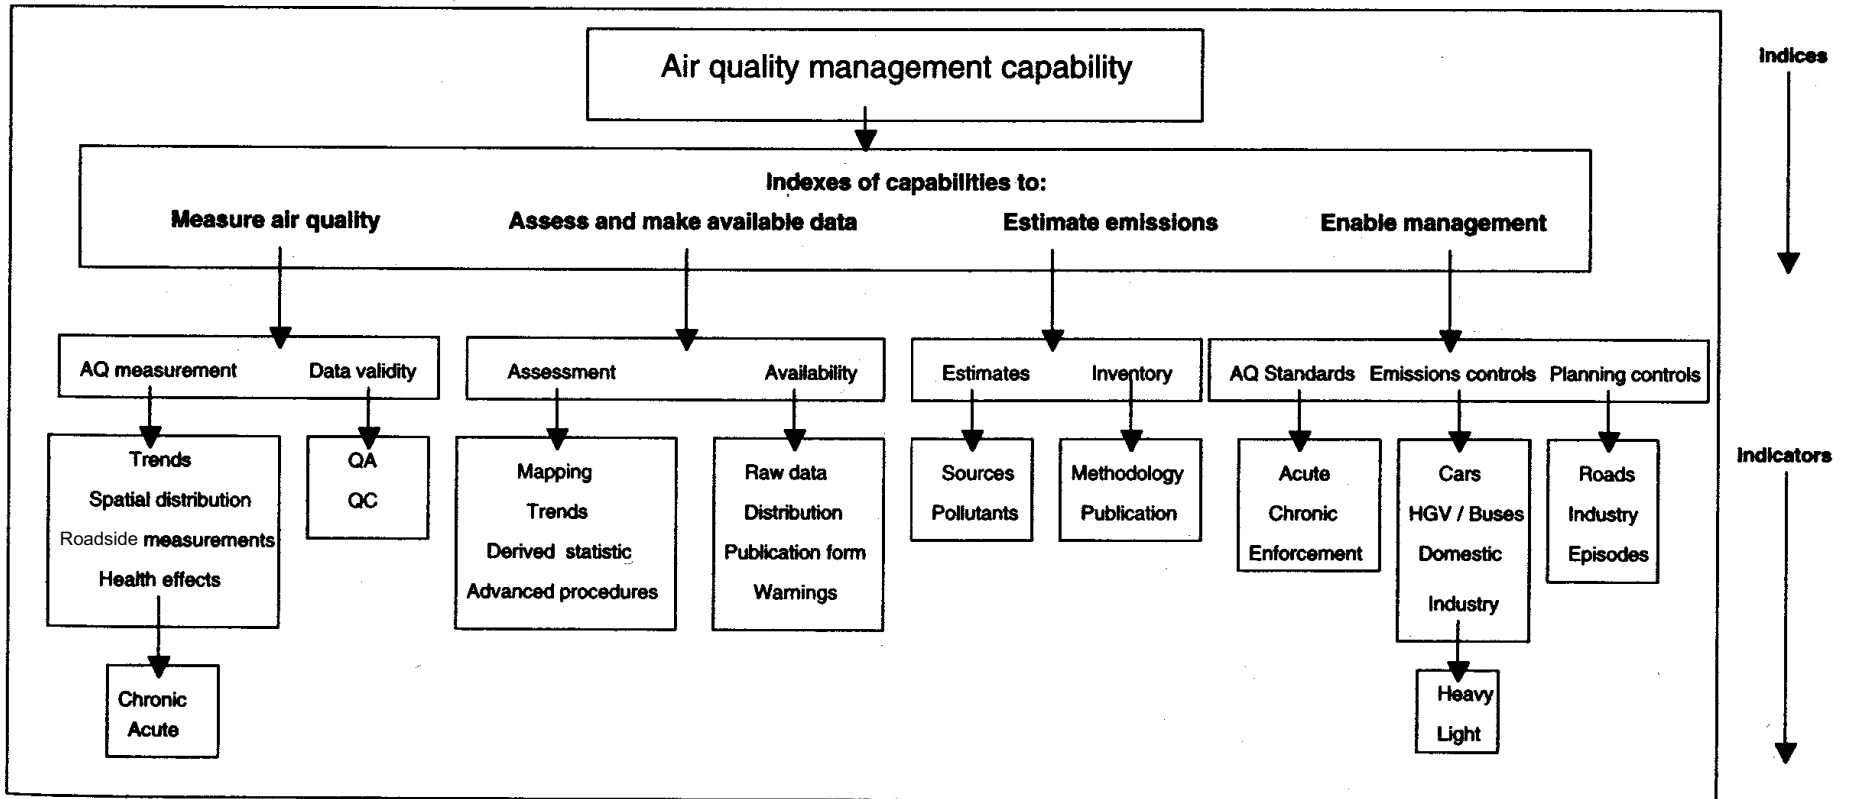 Air quality management capability
Indices
Indexes of capabilities to:
Measure air quality
Assess and make available data
Estimate emissions
Enable management
AQ measurement
Data validity
Assessment
Availability
Estimates
Inventory
AQ Standards
Emissions controls
Planning controls
Indicators
Trends
Spatial distribution
Roadside measurements
Health effects
Chronic
Acute
QA
QC
Mapping
Trends
Derived statistic
Advanced procedures
Raw data
Distribution
Publication form
Warnings
Sources
Pollutants
Methodology
Publication
Acute
Chronic
Enforcement
Cars
HGV / Buses
Domestic
Industry
Heavy
Light
Roads
Industry
Episodes